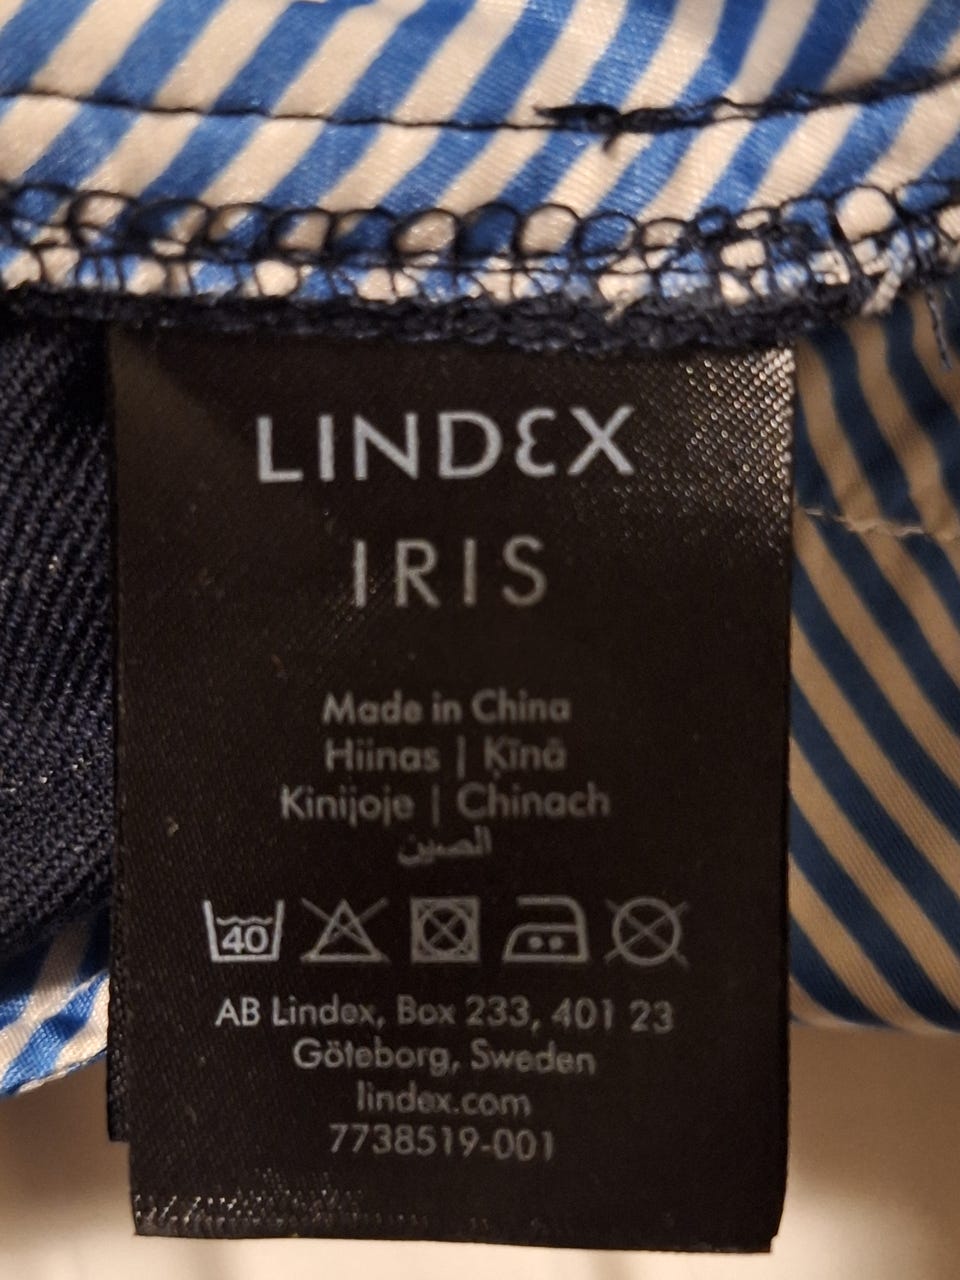 LINDEX
IRIS
Made in China
Hiinas | Ķīnā
Kinijoje | Chinach
الصين
40
AB Lindex, Box 233, 401 23
Göteborg, Sweden
lindex.com
7738519-001